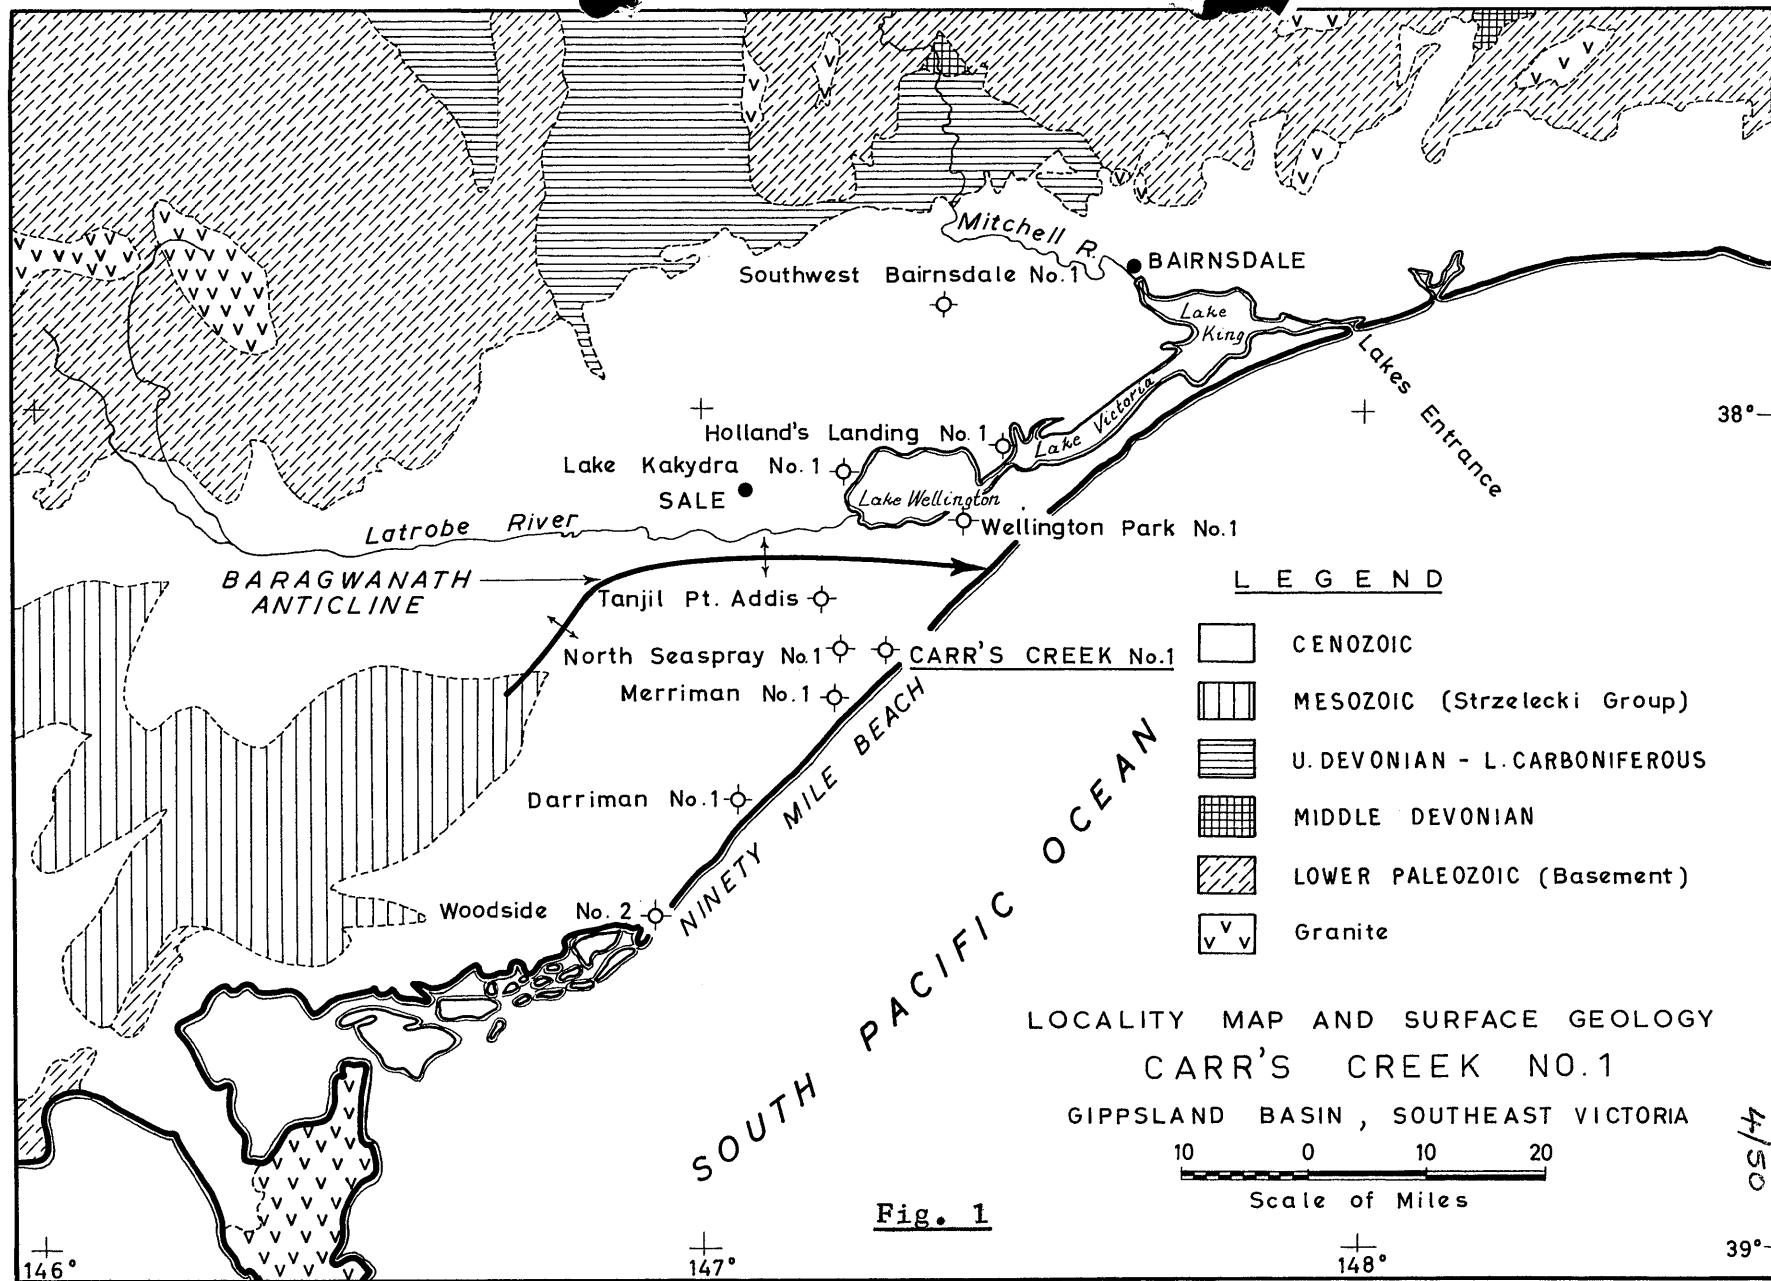 Mitchell R.
BAIRNSDALE
Southwest Bairnsdale No.1
Lake
King
Lakes Entrance
Lake Victoria
38°
Holland's Landing No.1
Lake Kakydra No.1
SALE
Lake Wellington
Latrobe River
Wellington Park No.1
BARAGWANATH
ANTICLINE
Tanjil Pt. Addis
North Seaspray No.1
CARR'S CREEK No.1
Merriman No.1
Darriman No.1
NINETY MILE BEACH
Woodside No. 2
SOUTH PACIFIC OCEAN
LEGEND
CENOZOIC
MESOZOIC (Strzelecki Group)
U. DEVONIAN - L. CARBONIFEROUS
MIDDLE DEVONIAN
LOWER PALEOZOIC (Basement)
Granite
LOCALITY MAP AND SURFACE GEOLOGY
CARR'S CREEK NO.1
GIPPSLAND BASIN, SOUTHEAST VICTORIA
10 0 10 20
Scale of Miles
4/50
Fig. 1
146° 147° 148° 39°